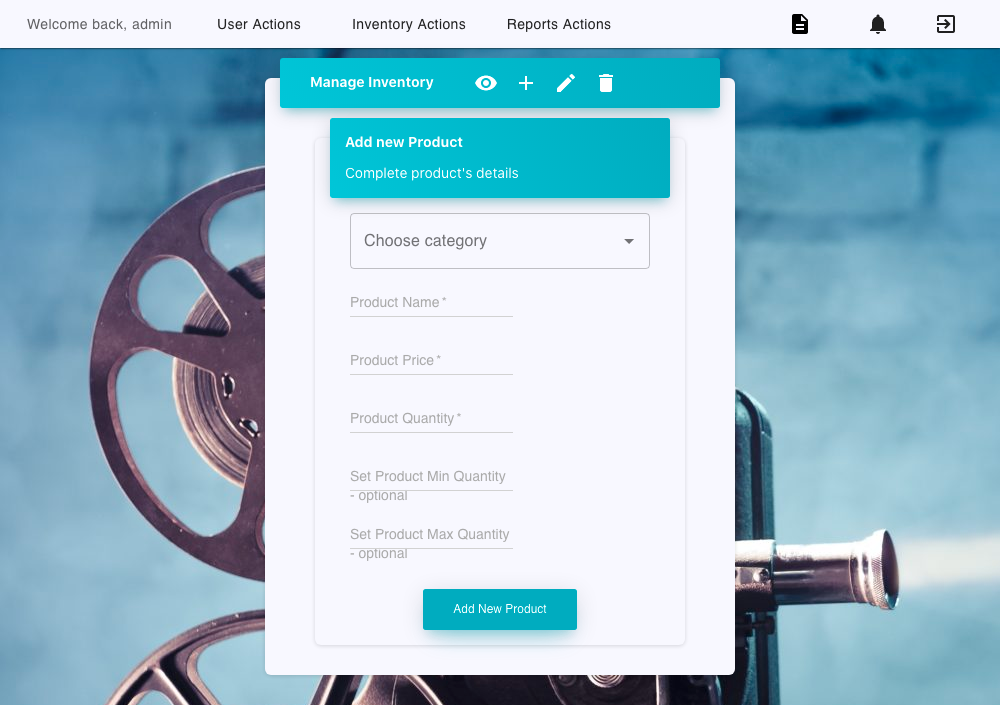 Welcome back, admin
User Actions
Inventory Actions
Reports Actions
Manage Inventory
Add new Product
Complete product's details
Choose category
Product Name *
Product Price *
Product Quantity *
Set Product Min Quantity
- optional
Set Product Max Quantity
- optional
Add New Product